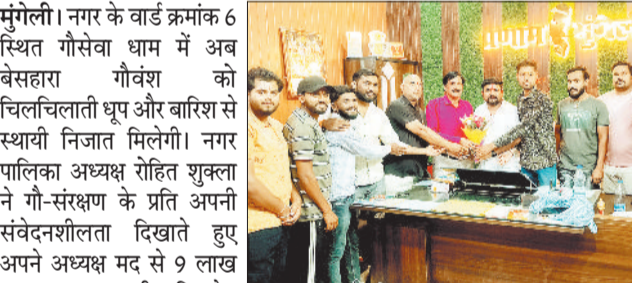 मुंगेली। नगर के वार्ड क्रमांक 6
स्थित गौसेवा धाम में अब
बेसहारा गौवंश को
चिलचिलाती धूप और बारिश से
स्थायी निजात मिलेगी। नगर
पालिका अध्यक्ष रोहित शुक्ला
ने गौ-संरक्षण के प्रति अपनी
संवेदनशीलता दिखाते हुए
अपने अध्यक्ष मद से 9 लाख